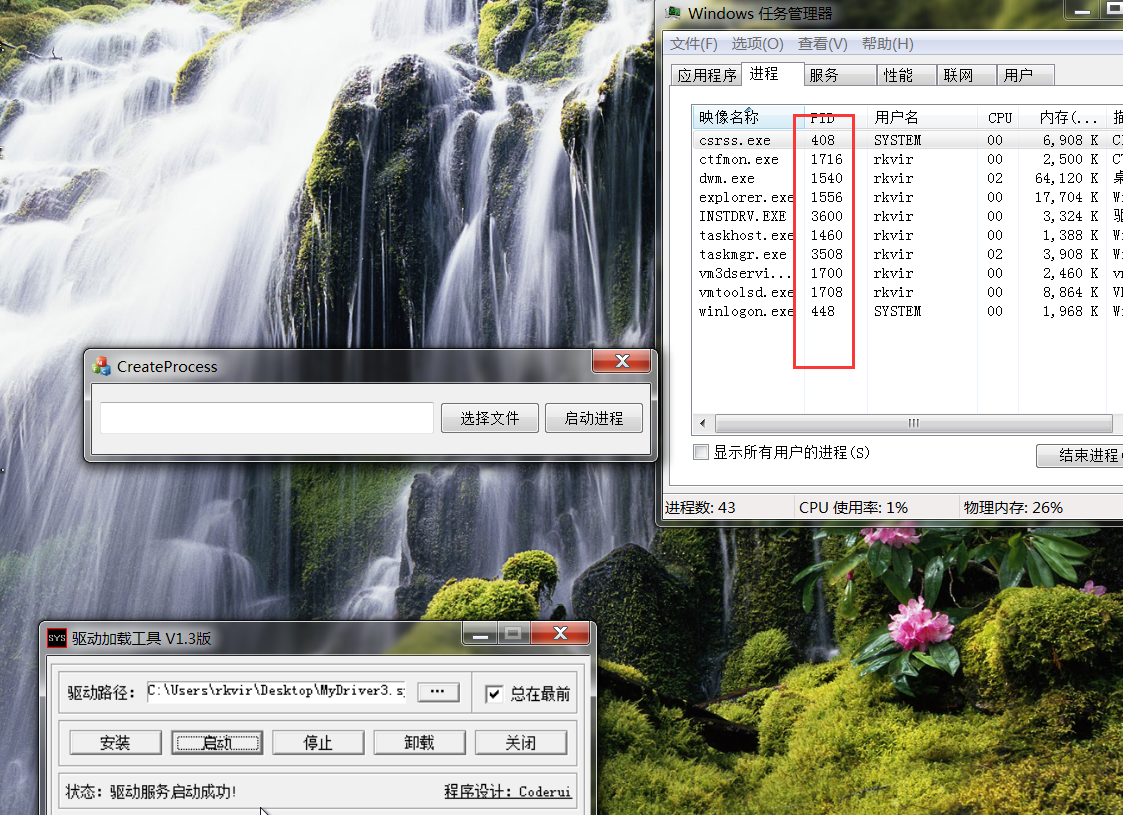 Windows 任务管理器
文件(F) 选项(O) 查看(V) 帮助(H)
应用程序 进程 服务 性能 联网 用户
映像名称 PID 用户名 CPU 内存(...
csrss.exe 408 SYSTEM 00 6,908 K
ctfmon.exe 1716 rkvir 00 2,500 K
dwm.exe 1540 rkvir 02 64,120 K
explorer.exe 1556 rkvir 00 17,704 K
INSTDRV.EXE 3600 rkvir 00 3,324 K
taskhost.exe 1460 rkvir 00 1,388 K
taskmgr.exe 3508 rkvir 02 3,908 K
vm3dservi... 1700 rkvir 00 2,460 K
vmtoolsd.exe 1708 rkvir 00 8,864 K
winlogon.exe 448 SYSTEM 00 1,968 K
显示所有用户的进程(S)
结束进程
进程数: 43 CPU 使用率: 1% 物理内存: 26%
CreateProcess
选择文件 启动进程
SYS 驱动加载工具 V1.3版
驱动路径: C:\Users\rkvir\Desktop\MyDriver3.s ... 总在最前
安装 启动 停止 卸载 关闭
状态: 驱动服务启动成功! 程序设计: Coderui